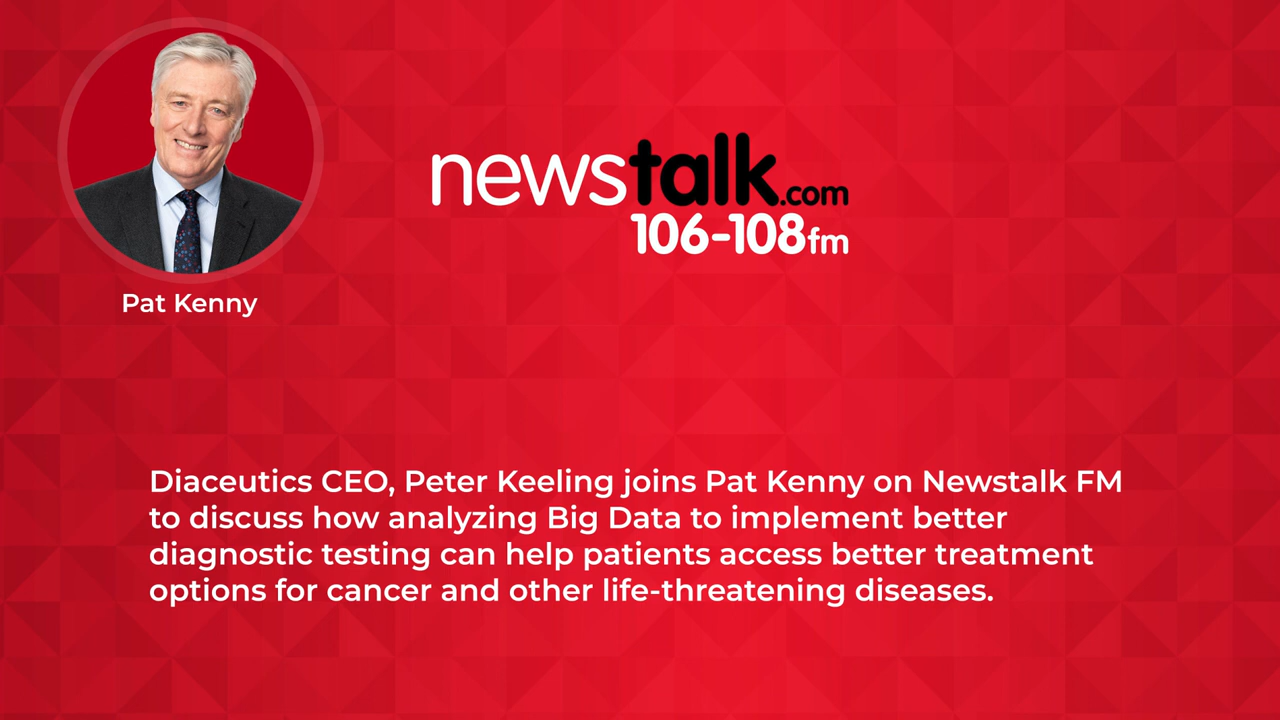 Pat Kenny
newstalk.com
106-108fm
Diaceutics CEO, Peter Keeling joins Pat Kenny on Newstalk FM
to discuss how analyzing Big Data to implement better
diagnostic testing can help patients access better treatment
options for cancer and other life-threatening diseases.